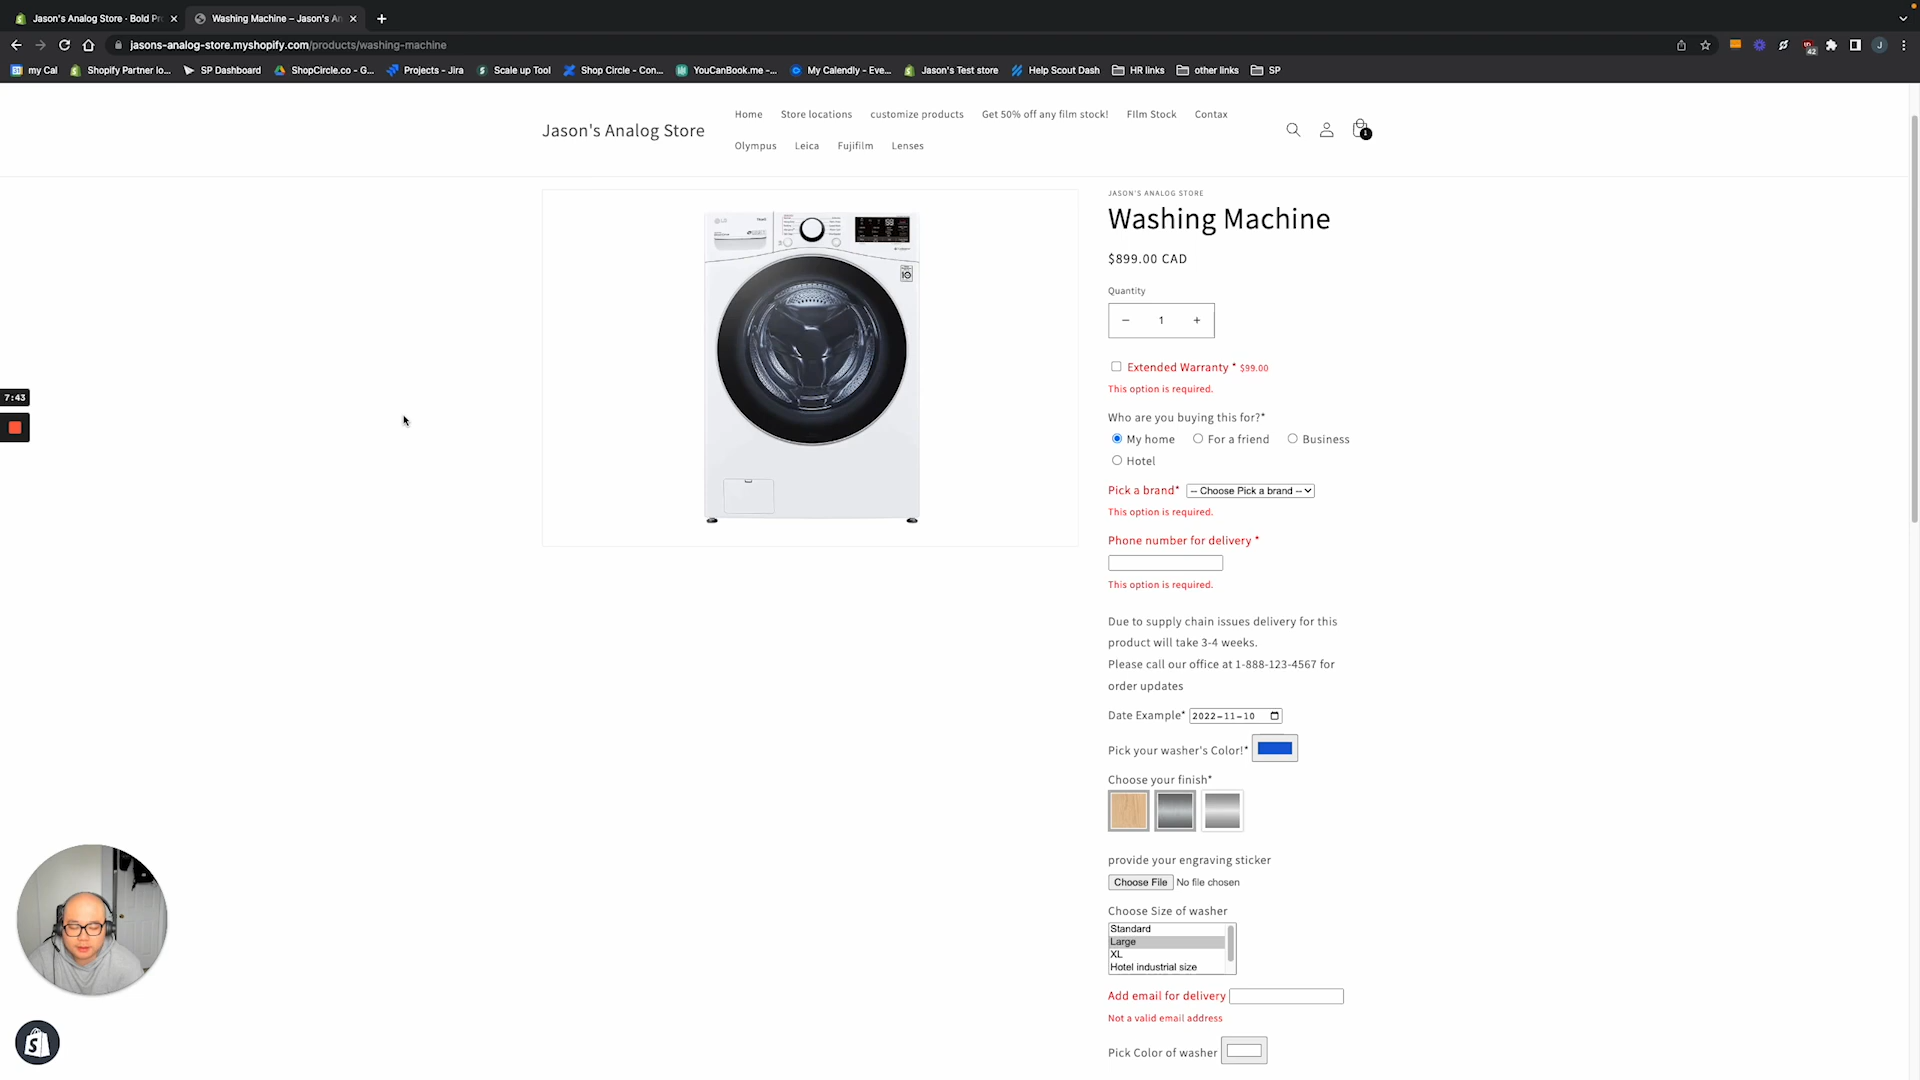 Jason's Analog Store · Bold Pr
Washing Machine – Jason's An
jasons-analog-store.myshopify.com/products/washing-machine
my Cal
Shopify Partner lo...
SP Dashboard
ShopCircle.co - G...
Projects - Jira
Scale up Tool
Shop Circle - Con...
YouCanBook.me -...
My Calendly - Eve...
Jason's Test store
Help Scout Dash
HR links
other links
SP
42
J
Jason's Analog Store
Home
Store locations
customize products
Get 50% off any film stock!
FIlm Stock
Contax
Olympus
Leica
Fujifilm
Lenses
1
JASON'S ANALOG STORE
Washing Machine
$899.00 CAD
Quantity
− 1 +
Extended Warranty * $99.00
This option is required.
Who are you buying this for?*
My home
For a friend
Business
Hotel
Pick a brand* -- Choose Pick a brand --
This option is required.
Phone number for delivery *
This option is required.
Due to supply chain issues delivery for this
product will take 3-4 weeks.
Please call our office at 1-888-123-4567 for
order updates
Date Example* 2022-11-10
Pick your washer's Color!*
Choose your finish*
provide your engraving sticker
Choose File No file chosen
Choose Size of washer
Standard
Large
XL
Hotel industrial size
Add email for delivery
Not a valid email address
Pick Color of washer
7:43
LG